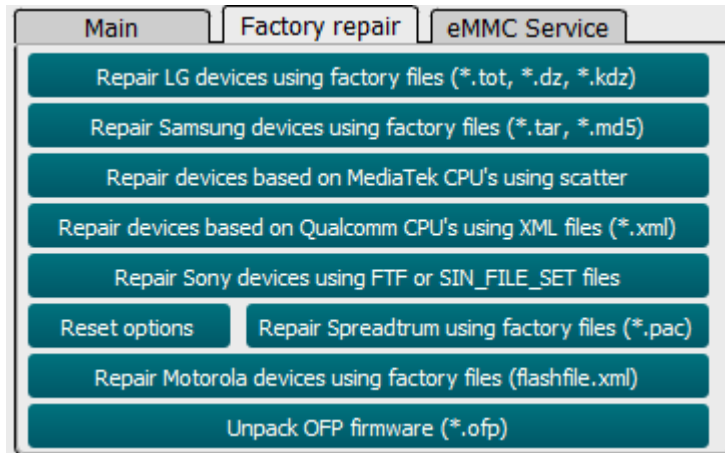 Main Factory repair eMMC Service
Repair LG devices using factory files (*.tot, *.dz, *.kdz)
Repair Samsung devices using factory files (*.tar, *.md5)
Repair devices based on MediaTek CPU's using scatter
Repair devices based on Qualcomm CPU's using XML files (*.xml)
Repair Sony devices using FTF or SIN_FILE_SET files
Reset options Repair Spreadtrum using factory files (*.pac)
Repair Motorola devices using factory files (flashfile.xml)
Unpack OFP firmware (*.ofp)